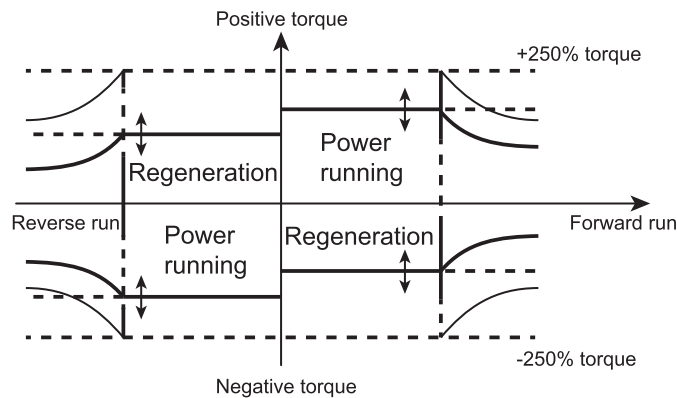 Positive torque
+250% torque
Power
running
Regeneration
Reverse run
Forward run
Power
running
Regeneration
-250% torque
Negative torque